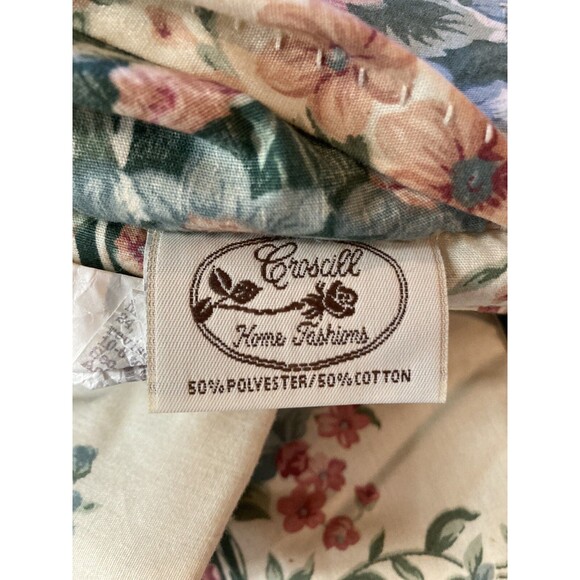 Croscill
Home Fashions
50% POLYESTER/50% COTTON